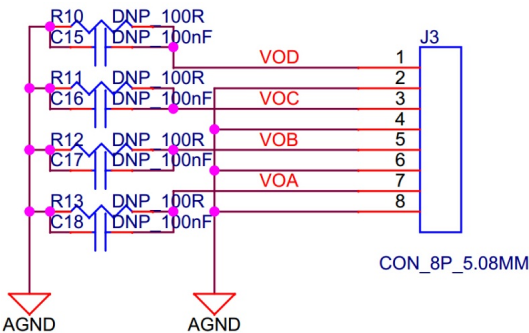 R10 DNP_100R
C15 DNP_100nF
J3
VOD 1
R11 DNP_100R
2
C16 DNP_100nF
VOC 3
4
R12 DNP_100R
VOB 5
C17 DNP_100nF
6
VOA 7
R13 DNP_100R
8
C18 DNP_100nF
CON_8P_5.08MM
AGND AGND